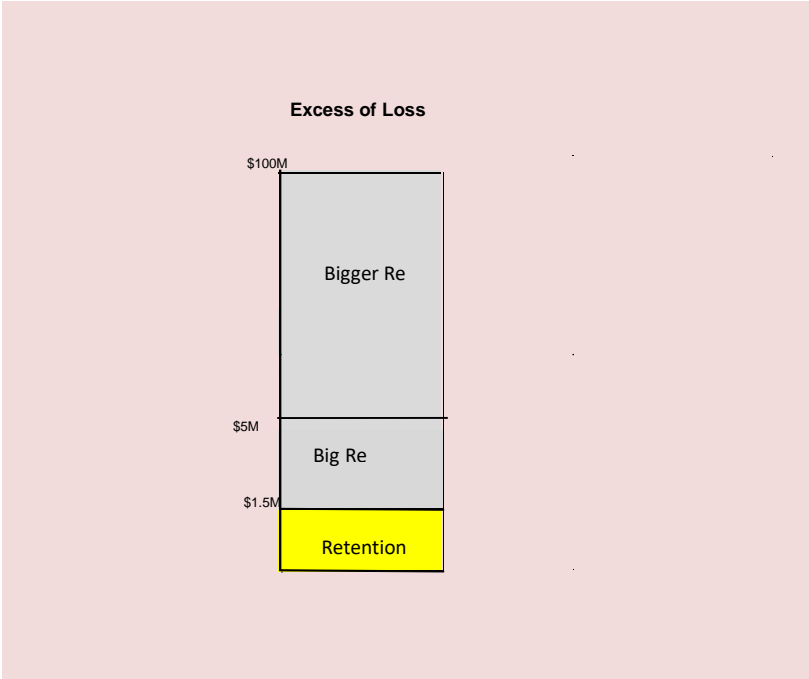 Excess of Loss
$100M
Bigger Re
$5M
Big Re
$1.5M
Retention